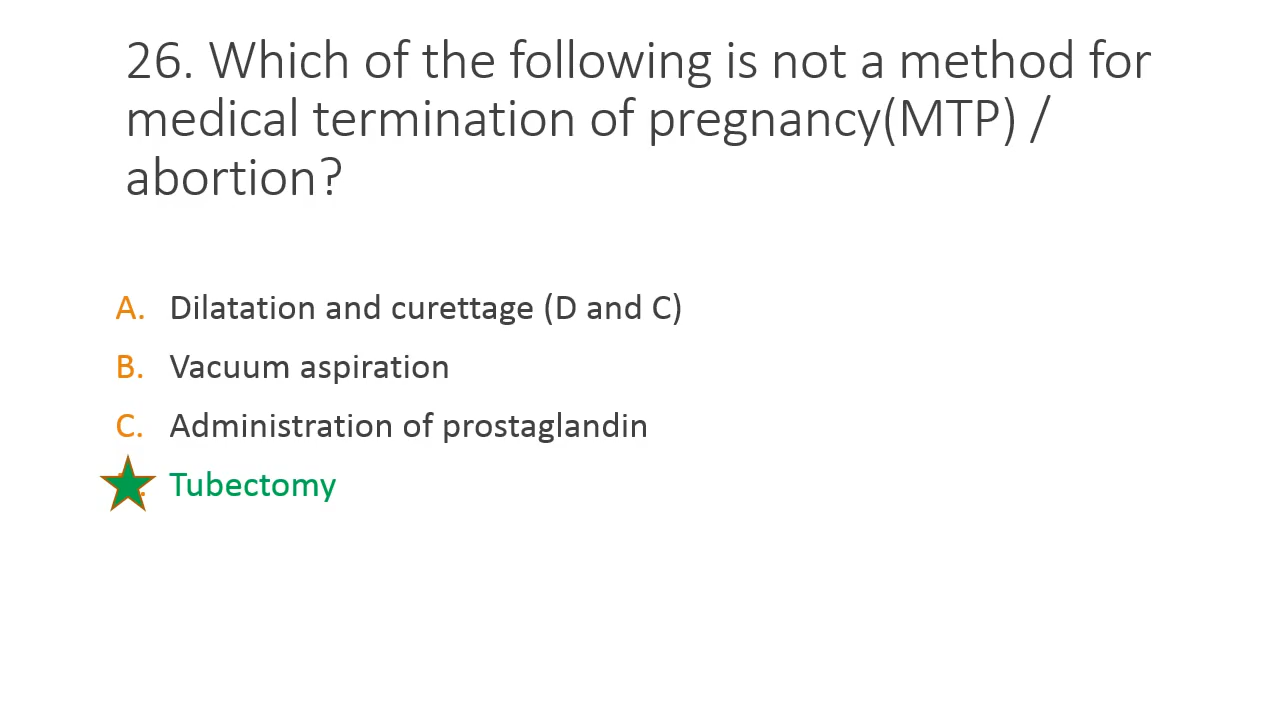 26. Which of the following is not a method for
medical termination of pregnancy(MTP) /
abortion?
A. Dilatation and curettage (D and C)
B. Vacuum aspiration
C. Administration of prostaglandin
Tubectomy